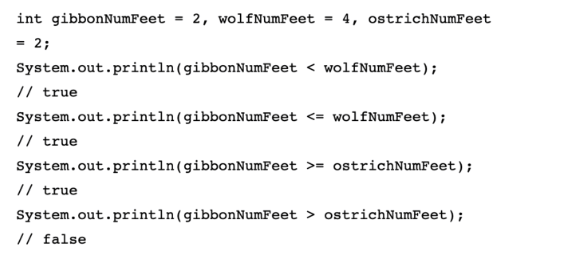 int gibbonNumFeet = 2, wolfNumFeet = 4, ostrichNumFeet
= 2;
System.out.println(gibbonNumFeet < wolfNumFeet);
// true
System.out.println(gibbonNumFeet <= wolfNumFeet);
// true
System.out.println(gibbonNumFeet >= ostrichNumFeet);
// true
System.out.println(gibbonNumFeet > ostrichNumFeet);
// false